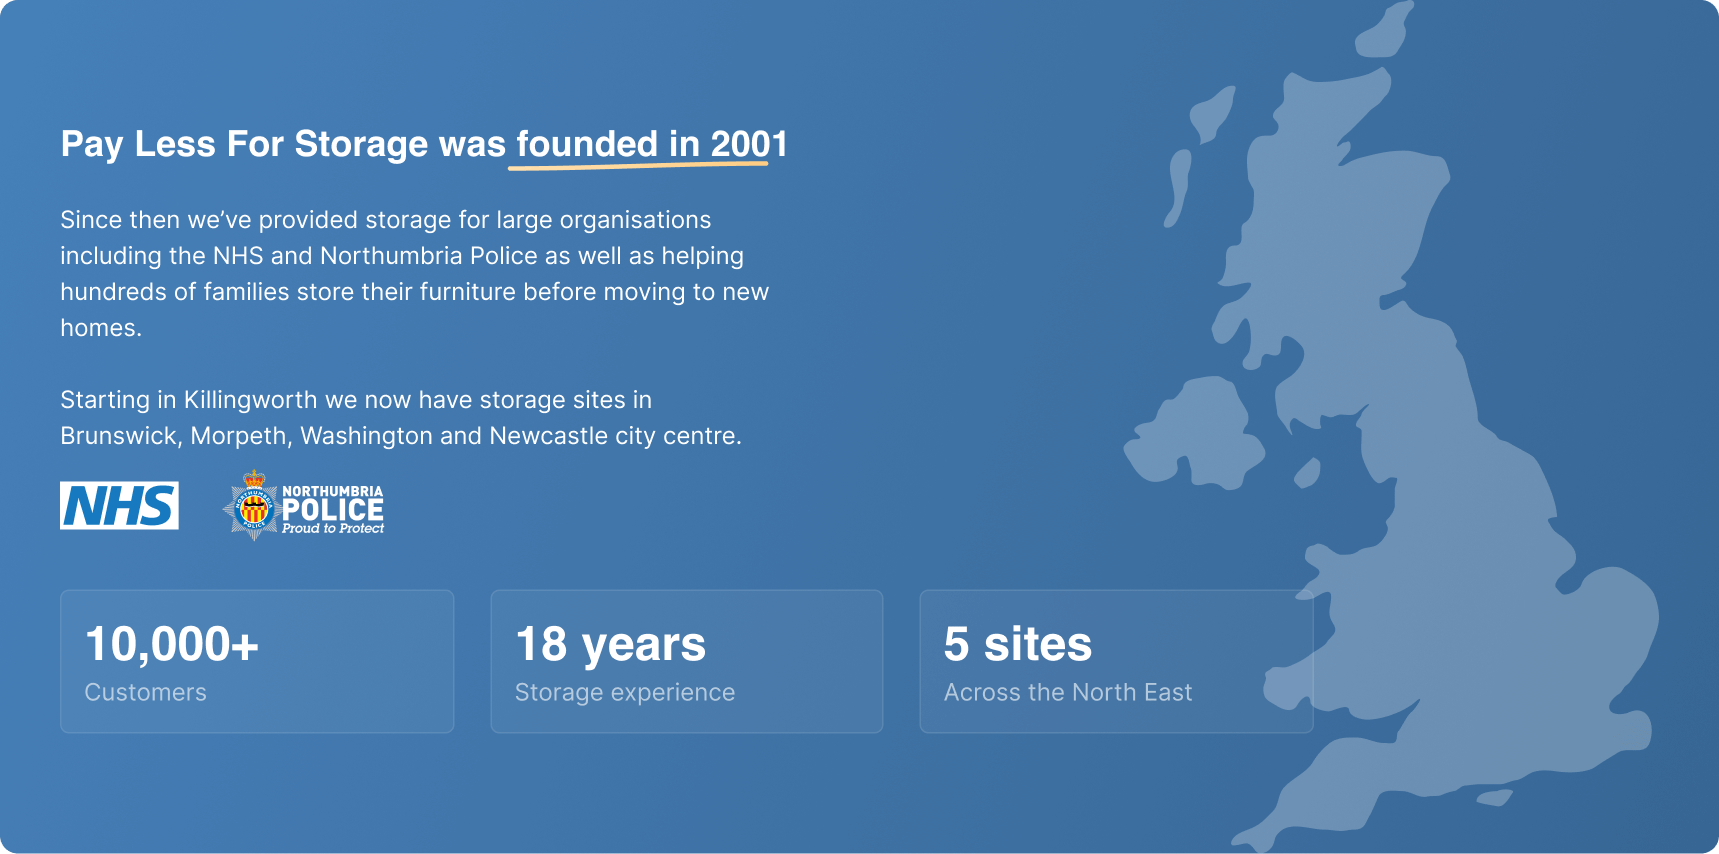 Pay Less For Storage was founded in 2001
Since then we’ve provided storage for large organisations
including the NHS and Northumbria Police as well as helping
hundreds of families store their furniture before moving to new
homes.
Starting in Killingworth we now have storage sites in
Brunswick, Morpeth, Washington and Newcastle city centre.
NHS
NORTHUMBRIA
POLICE
NORTHUMBRIA
POLICE
Proud to Protect
10,000+
Customers
18 years
Storage experience
5 sites
Across the North East